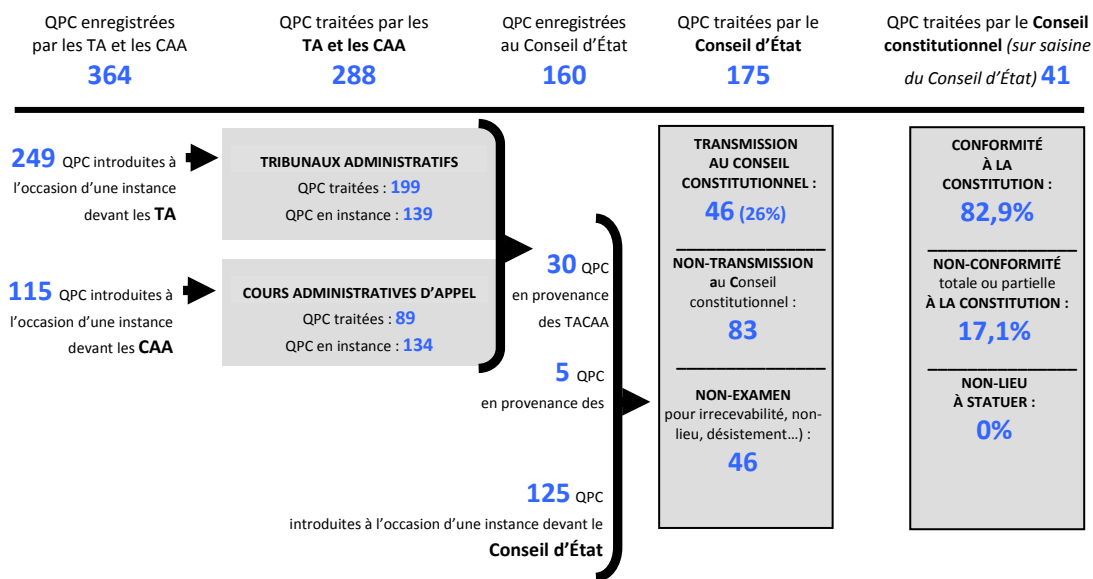 QPC enregistrées
par les TA et les CAA
364
QPC traitées par les
TA et les CAA
288
QPC enregistrées
au Conseil d'État
160
QPC traitées par le
Conseil d'État
175
QPC traitées par le Conseil
constitutionnel (sur saisine
du Conseil d'État) 41
249 QPC introduites à
l'occasion d'une instance
devant les TA
115 QPC introduites à
l'occasion d'une instance
devant les CAA
TRIBUNAUX ADMINISTRATIFS
QPC traitées : 199
QPC en instance : 139
COURS ADMINISTRATIVES D'APPEL
QPC traitées : 89
QPC en instance : 134
30 QPC
en provenance
des TACAA
5 QPC
en provenance des
125 QPC
introduites à l'occasion d'une instance devant le
Conseil d'État
TRANSMISSION
AU CONSEIL
CONSTITUTIONNEL :
46 (26%)
NON-TRANSMISSION
au Conseil
constitutionnel :
83
NON-EXAMEN
pour irrecevabilité, non-
lieu, désistement…) :
46
CONFORMITÉ
À LA
CONSTITUTION :
82,9%
NON-CONFORMITÉ
totale ou partielle
À LA CONSTITUTION :
17,1%
NON-LIEU
À STATUER :
0%